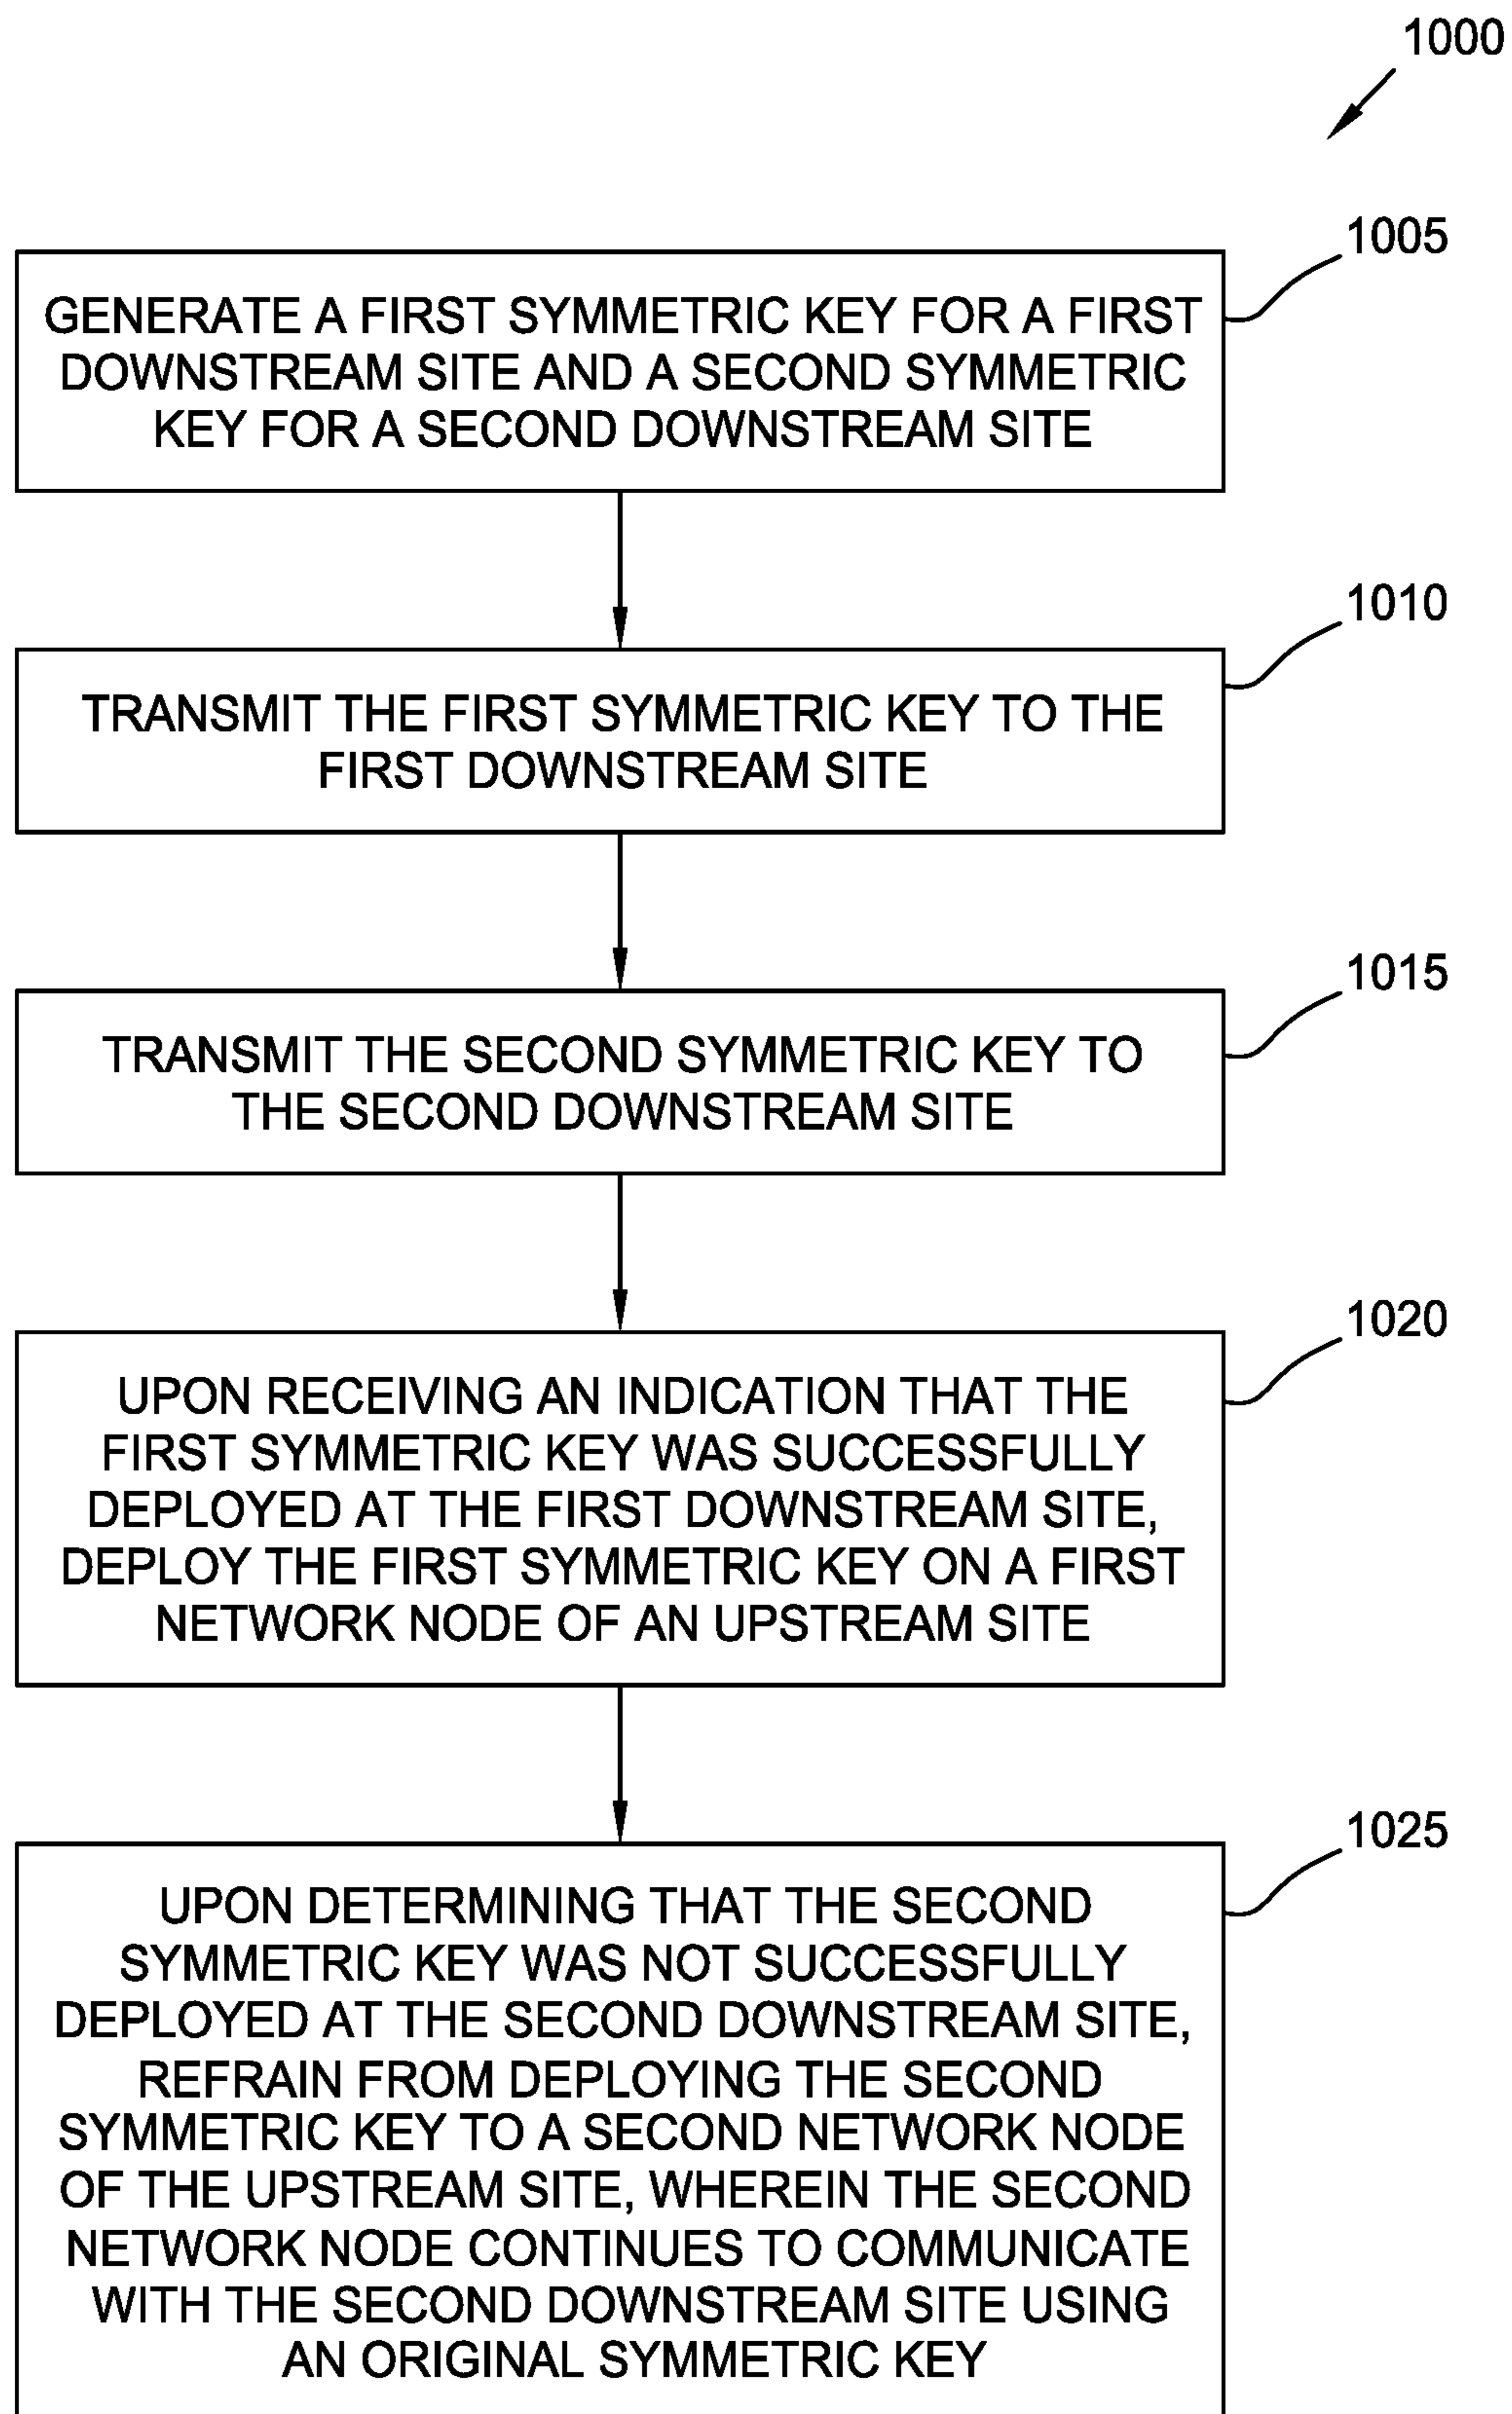 1000
1005
GENERATE A FIRST SYMMETRIC KEY FOR A FIRST
DOWNSTREAM SITE AND A SECOND SYMMETRIC
KEY FOR A SECOND DOWNSTREAM SITE
1010
TRANSMIT THE FIRST SYMMETRIC KEY TO THE
FIRST DOWNSTREAM SITE
1015
TRANSMIT THE SECOND SYMMETRIC KEY TO
THE SECOND DOWNSTREAM SITE
1020
UPON RECEIVING AN INDICATION THAT THE
FIRST SYMMETRIC KEY WAS SUCCESSFULLY
DEPLOYED AT THE FIRST DOWNSTREAM SITE,
DEPLOY THE FIRST SYMMETRIC KEY ON A FIRST
NETWORK NODE OF AN UPSTREAM SITE
1025
UPON DETERMINING THAT THE SECOND
SYMMETRIC KEY WAS NOT SUCCESSFULLY
DEPLOYED AT THE SECOND DOWNSTREAM SITE,
REFRAIN FROM DEPLOYING THE SECOND
SYMMETRIC KEY TO A SECOND NETWORK NODE
OF THE UPSTREAM SITE, WHEREIN THE SECOND
NETWORK NODE CONTINUES TO COMMUNICATE
WITH THE SECOND DOWNSTREAM SITE USING
AN ORIGINAL SYMMETRIC KEY